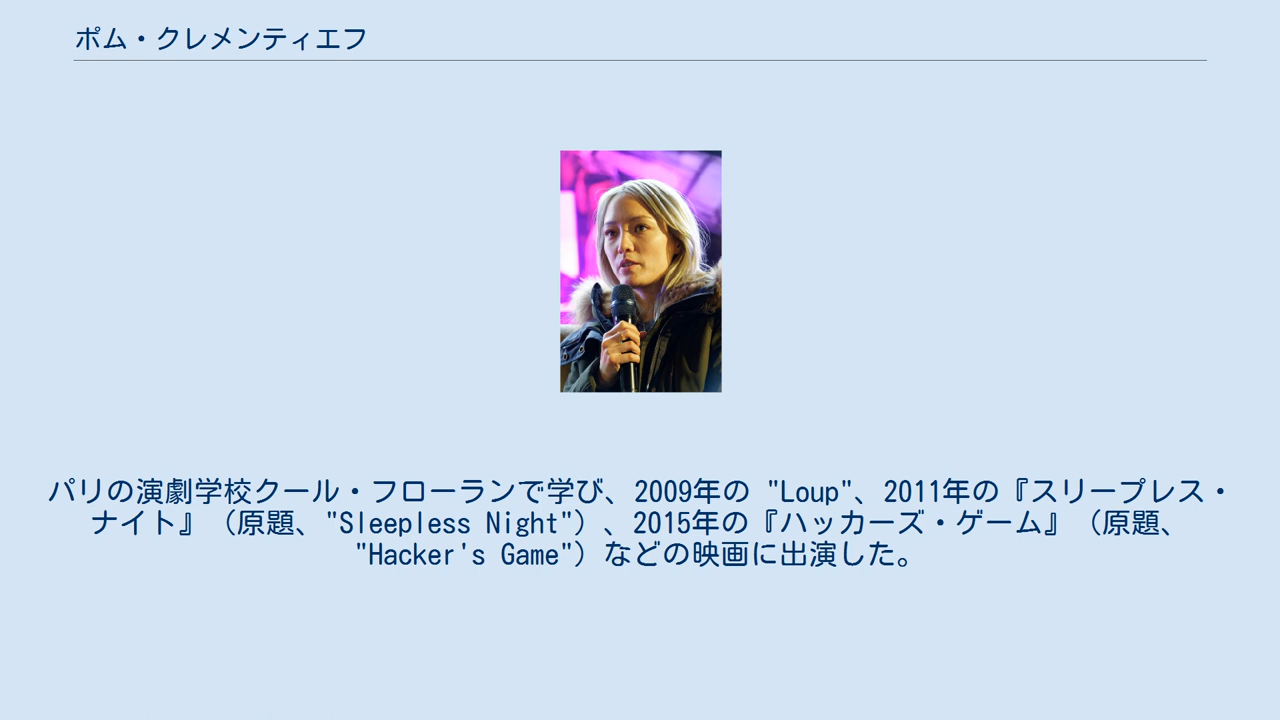 ポム・クレメンティエフ
パリの演劇学校クール・フローランで学び、2009年の "Loup"、2011年の『スリープレス・
ナイト』（原題、"Sleepless Night"）、2015年の『ハッカーズ・ゲーム』（原題、
"Hacker's Game"）などの映画に出演した。